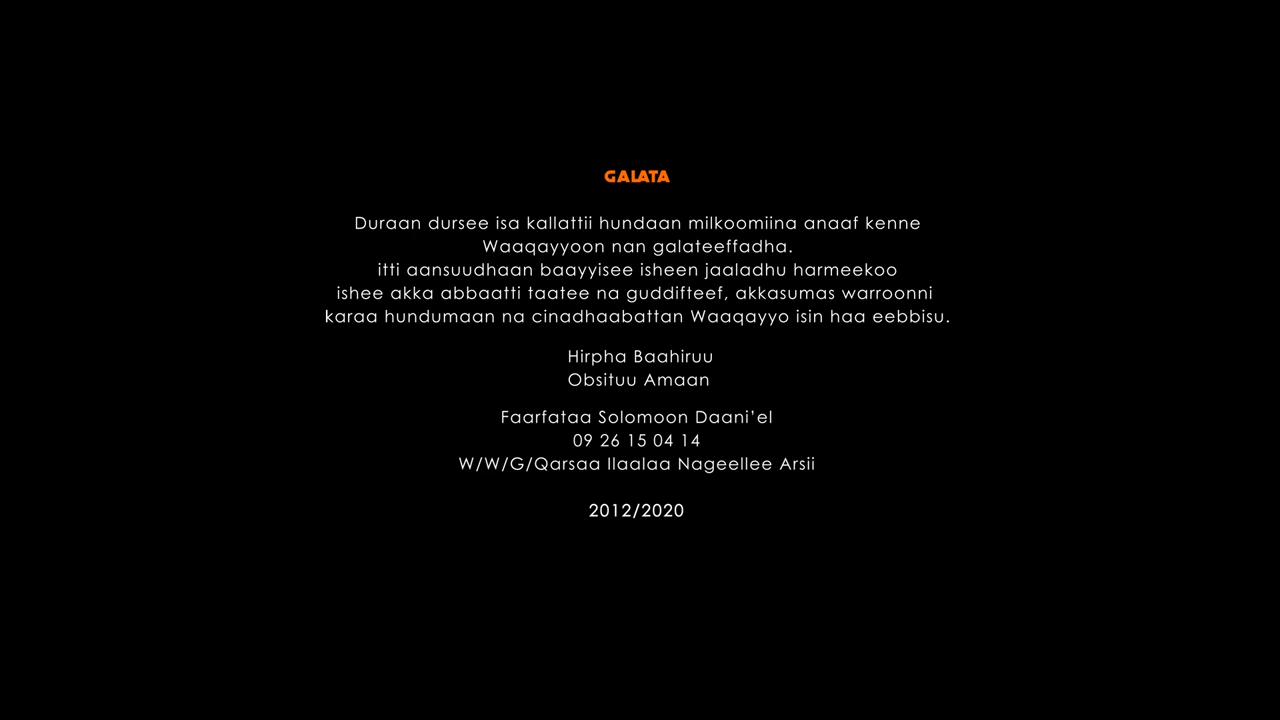 GALATA
Duraan dursee isa kallattii hundaan milkoomiina anaaf kenne
Waaqayyoon nan galateeffadha.
itti aansuudhaan baayyisee isheen jaaladhu harmeekoo
ishee akka abbaatti taatee na guddifteef, akkasumas warroonni
karaa hundumaan na cinadhaabattan Waaqayyo isin haa eebbisu.
Hirpha Baahiruu
Obsituu Amaan
Faarfataa Solomoon Daani'el
09 26 15 04 14
W/W/G/Qarsaa Ilaalaa Nageellee Arsii
2012/2020